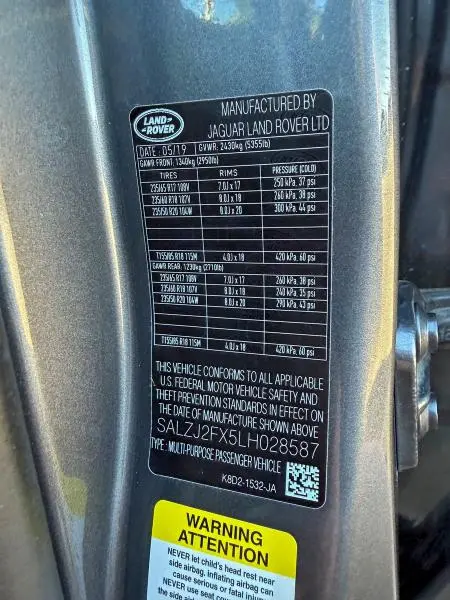 LAND-
ROVER
MANUFACTURED BY
JAGUAR LAND ROVER LTD
DATE : 05/19 GVWR: 2430kg (5355lb)
GAWR FRONT: 1340kg (2950lb)
TIRES RIMS PRESSURE (COLD)
235/65 R17 108V 7.0J x 17 250 kPa, 37 psi
235/60 R18 107V 8.0J x 18 260 kPa, 38 psi
235/50 R20 104W 8.0J x 20 300 kPa, 44 psi
T155/85 R18 115M 4.0J x 18 420 kPa, 60 psi
GAWR REAR: 1230kg (2710lb)
235/65 R17 108V 7.0J x 17 260 kPa, 38 psi
235/60 R18 107V 8.0J x 18 240 kPa, 35 psi
235/50 R20 104W 8.0J x 20 290 kPa, 43 psi
T155/85 R18 115M 4.0J x 18 420 kPa, 60 psi
THIS VEHICLE CONFORMS TO ALL APPLICABLE
U.S. FEDERAL MOTOR VEHICLE SAFETY AND
THEFT PREVENTION STANDARDS IN EFFECT ON
THE DATE OF MANUFACTURE SHOWN ABOVE
SALZJ2FX5LH028587
TYPE : MULTI-PURPOSE PASSENGER VEHICLE
K8D2-1532-JA
WARNING
ATTENTION
NEVER let child's head rest near
side airbag, inflating airbag can
cause serious or fatal injur
NEVER use seat cov
the side